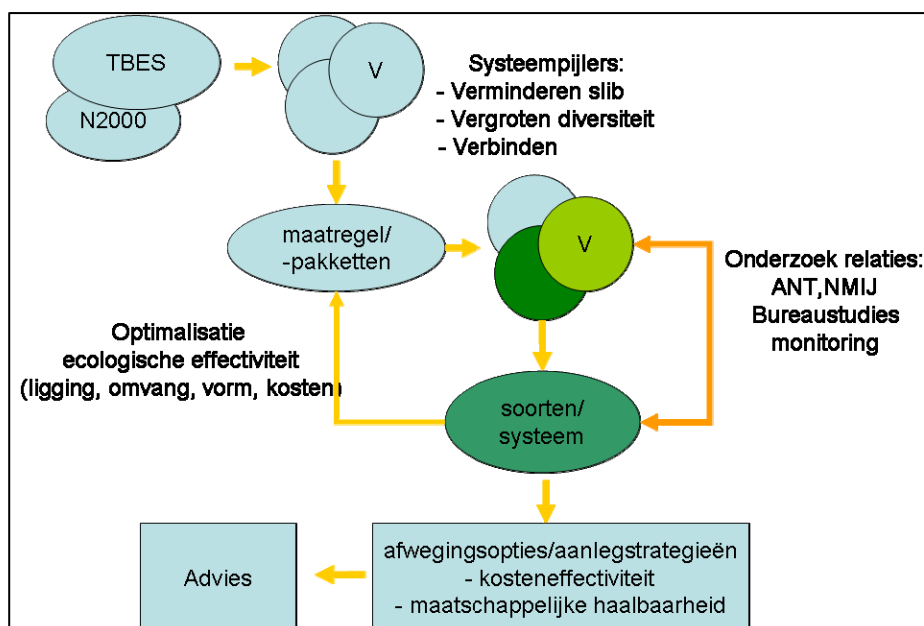 TBES
N2000
V
Systeempijlers:
- Verminderen slib
- Vergroten diversiteit
- Verbinden
maatregel/
-pakketten
V
Onderzoek relaties:
ANT,NMIJ
Bureaustudies
monitoring
Optimalisatie
ecologische effectiviteit
(ligging, omvang, vorm, kosten)
soorten/
systeem
afwegingsopties/aanlegstrategieën
- kosteneffectiviteit
- maatschappelijke haalbaarheid
Advies